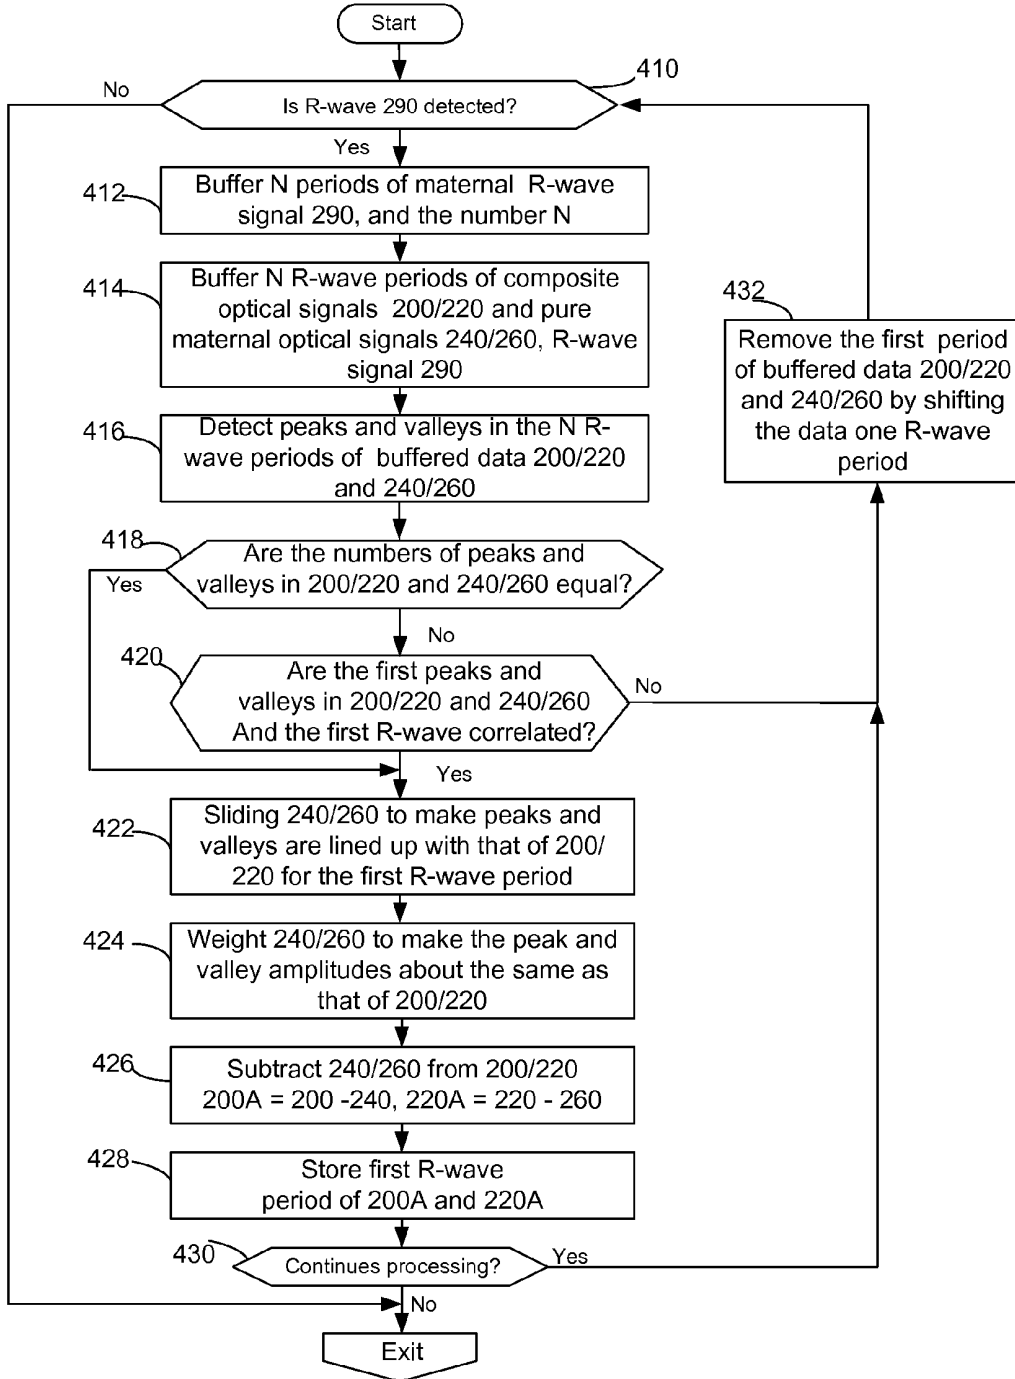 Start
410
No
Is R-wave 290 detected?
Yes
412
Buffer N periods of maternal R-wave
signal 290, and the number N
414
Buffer N R-wave periods of composite
optical signals 200/220 and pure
maternal optical signals 240/260, R-wave
signal 290
432
Remove the first period
of buffered data 200/220
and 240/260 by shifting
the data one R-wave
period
416
Detect peaks and valleys in the N R-
wave periods of buffered data 200/220
and 240/260
418
Are the numbers of peaks and
valleys in 200/220 and 240/260 equal?
Yes
No
420
Are the first peaks and
valleys in 200/220 and 240/260
And the first R-wave correlated?
No
Yes
422
Sliding 240/260 to make peaks and
valleys are lined up with that of 200/
220 for the first R-wave period
424
Weight 240/260 to make the peak and
valley amplitudes about the same as
that of 200/220
426
Subtract 240/260 from 200/220
200A = 200 -240, 220A = 220 - 260
428
Store first R-wave
period of 200A and 220A
430
Continues processing?
Yes
No
Exit